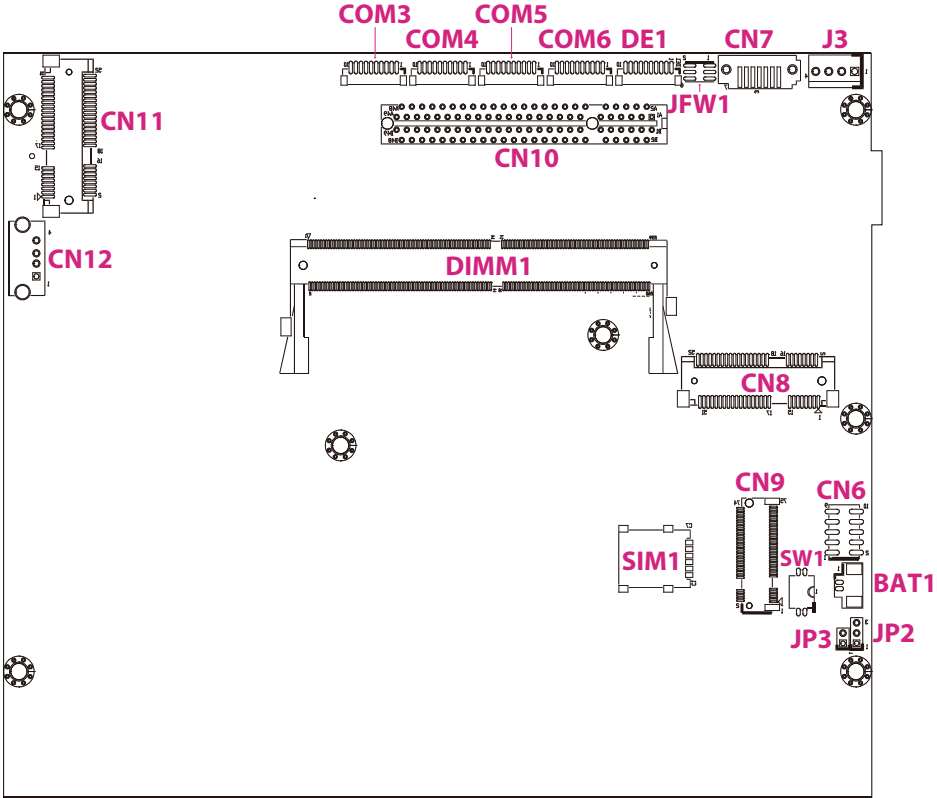 COM3 COM5
COM4 COM6 DE1 CN7 J3
JFW1
CN11
CN10
CN12
DIMM1
CN8
CN9 CN6
SIM1
SW1
BAT1
JP3 JP2